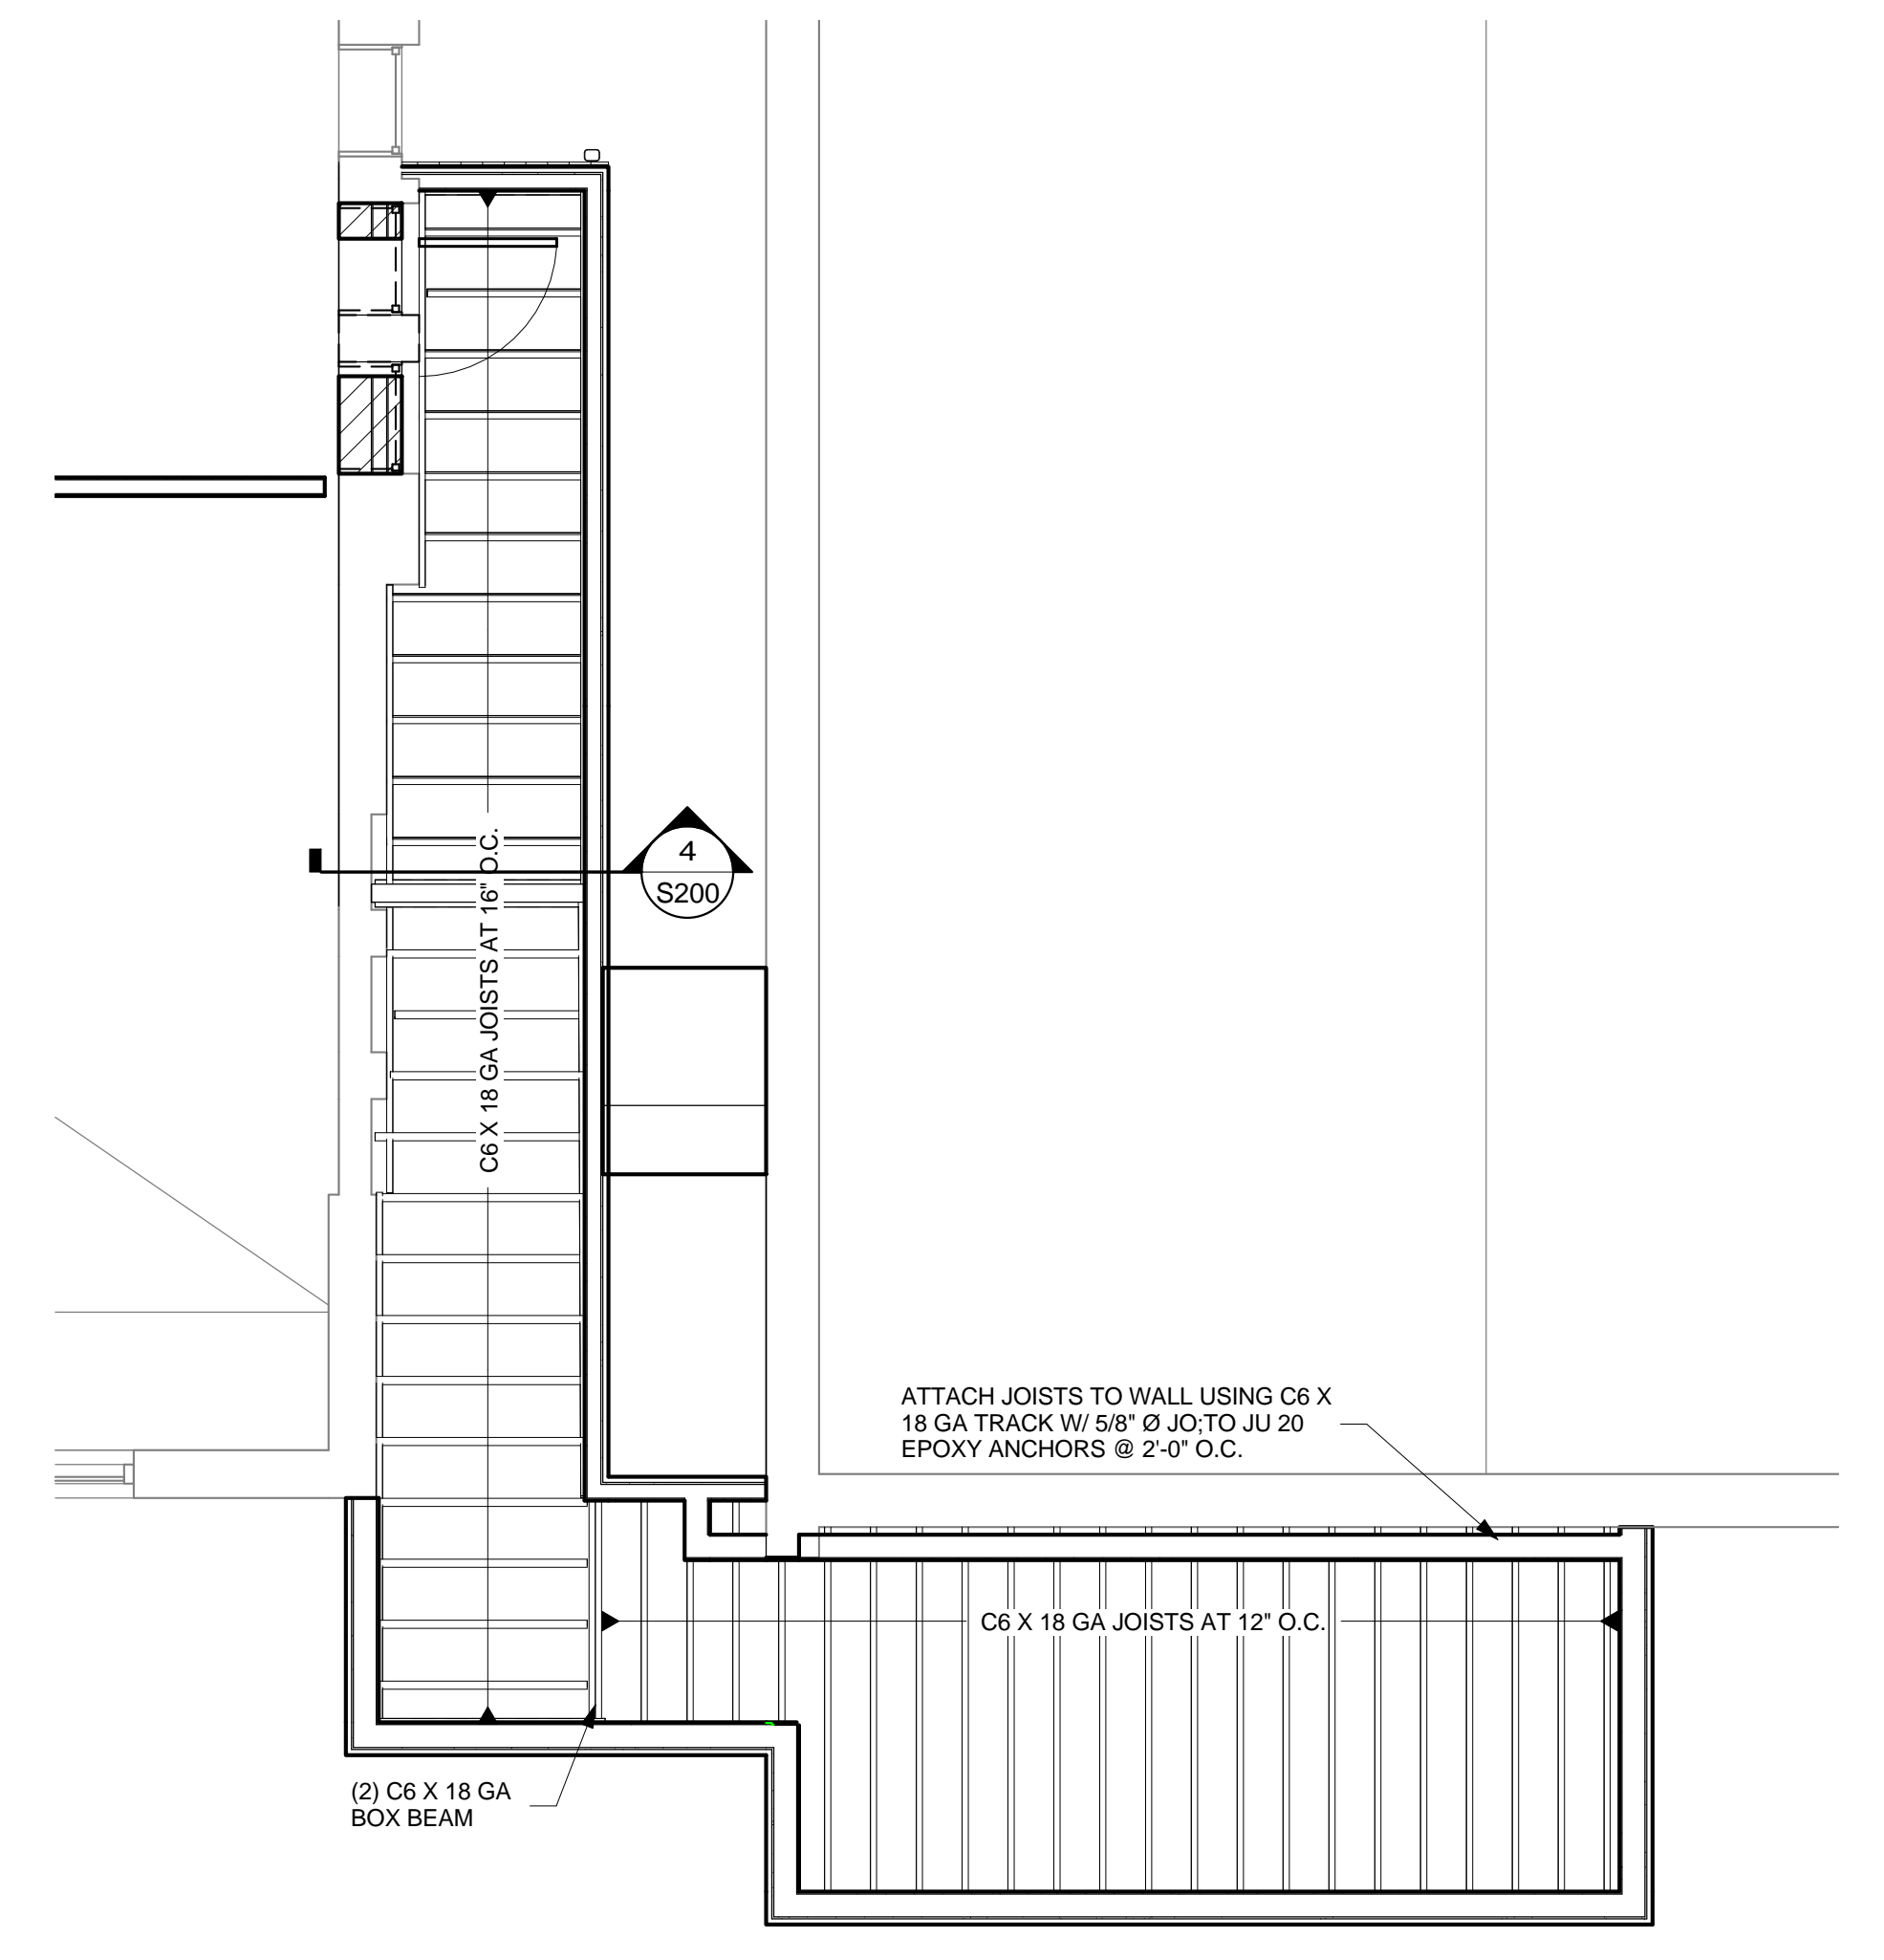 C6 X 18 GA JOISTS AT 16" O.C.
4
S200
ATTACH JOISTS TO WALL USING C6 X
18 GA TRACK W/ 5/8" Ø JO;TO JU 20
EPOXY ANCHORS @ 2'-0" O.C.
C6 X 18 GA JOISTS AT 12" O.C.
(2) C6 X 18 GA
BOX BEAM